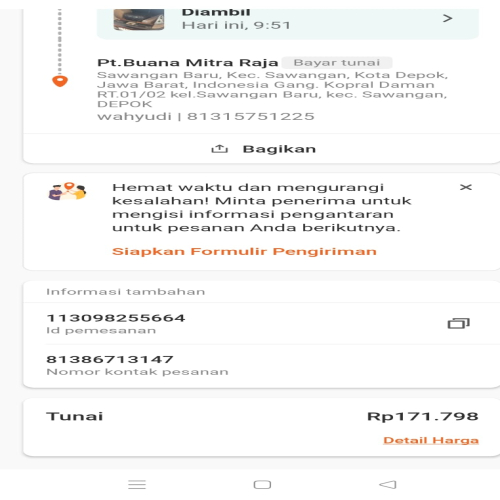 Diambil
Hari ini, 9:51
Pt.Buana Mitra Raja Bayar tunai
Sawangan Baru, Kec. Sawangan, Kota Depok,
Jawa Barat, Indonesia Gang. Kopral Daman
RT.01/02 kel.Sawangan Baru, kec. Sawangan,
DEPOK
wahyudi | 81315751225
Bagikan
Hemat waktu dan mengurangi
kesalahan! Minta penerima untuk
mengisi informasi pengantaran
untuk pesanan Anda berikutnya.
Siapkan Formulir Pengiriman
Informasi tambahan
113098255664
Id pemesanan
81386713147
Nomor kontak pesanan
Tunai Rp171.798
Detail Harga